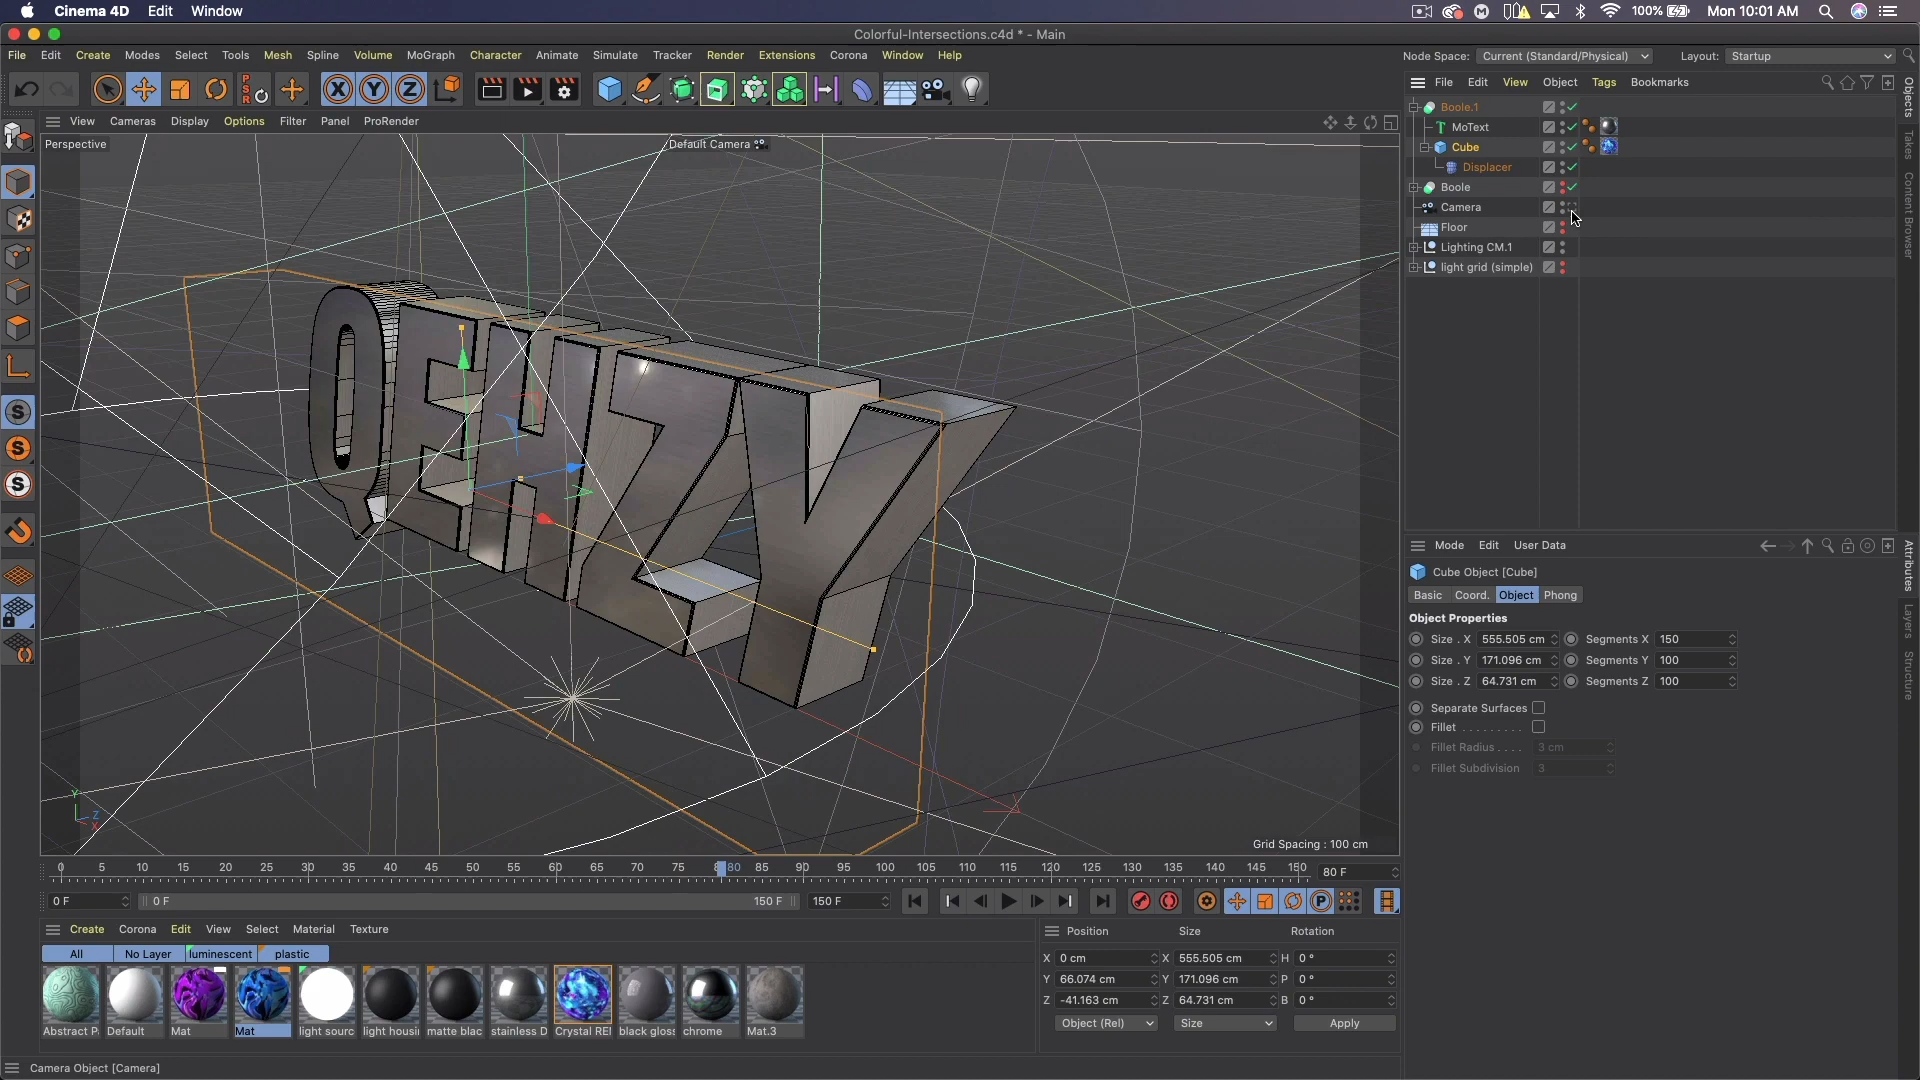 Cinema 4D Edit Window
100% Mon 10:01 AM
Colorful-Intersections.c4d * - Main
File Edit Create Modes Select Tools Mesh Spline Volume MoGraph Character Animate Simulate Tracker Render Extensions Corona Window Help
Node Space: Current (Standard/Physical) Layout: Startup
PSR
X Y Z
File Edit View Object Tags Bookmarks
View Cameras Display Options Filter Panel ProRender
Perspective
Default Camera
Boole.1
MoText
Cube
Displacer
Boole
Camera
Floor
Lighting CM.1
light grid (simple)
Objects
Takes
Content Browser
Attributes
Layers
Structure
Mode Edit User Data
Cube Object [Cube]
Basic Coord. Object Phong
Object Properties
Size . X 555.505 cm Segments X 150
Size . Y 171.096 cm Segments Y 100
Size . Z 64.731 cm Segments Z 100
Separate Surfaces
Fillet . . . . . . . . .
Fillet Radius . . . . 3 cm
Fillet Subdivision 3
Y
Z
X
Grid Spacing : 100 cm
0 5 10 15 20 25 30 35 40 45 50 55 60 65 70 75 80 85 90 95 100 105 110 115 120 125 130 135 140 145 150 80 F
0 F 0 F 150 F 150 F
Create Corona Edit View Select Material Texture
All No Layer luminescent plastic
Abstract P Default Mat Mat light sourc light housi matte blac stainless D Crystal REI black glos chrome Mat.3
Position Size Rotation
X 0 cm X 555.505 cm H 0 °
Y 66.074 cm Y 171.096 cm P 0 °
Z -41.163 cm Z 64.731 cm B 0 °
Object (Rel) Size Apply
Camera Object [Camera]